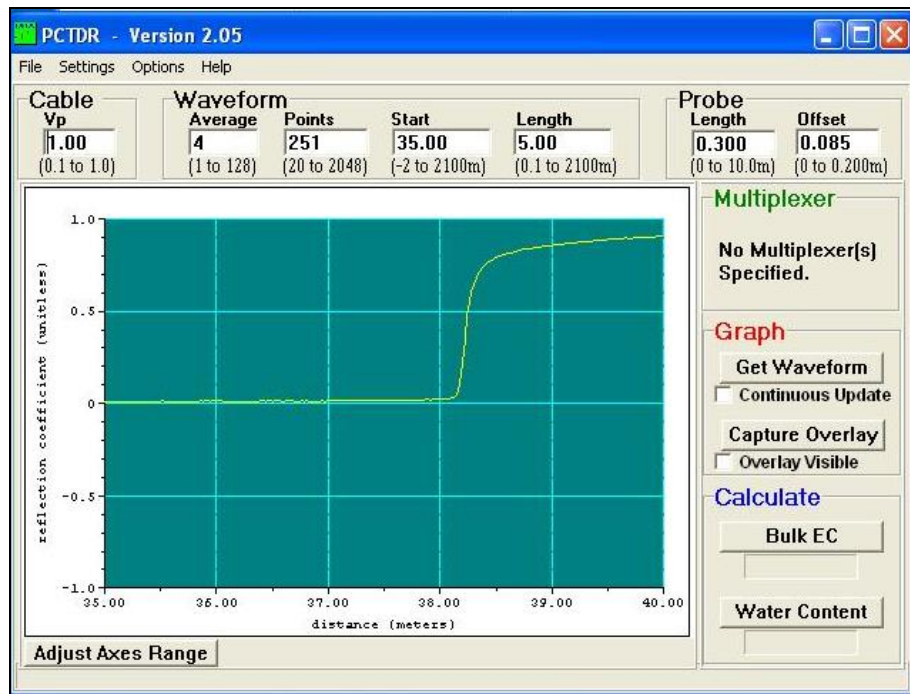 PCTDR - Version 2.05
File Settings Options Help
Cable Waveform Probe
Vp Average Points Start Length Length Offset
1.00 4 251 35.00 5.00 0.300 0.085
(0.1 to 1.0) (1 to 128) (20 to 2048) (-2 to 2100m) (0.1 to 2100m) (0 to 10.0m) (0 to 0.200m)
reflection coefficient (unitless)
1.0
0.5
0
-0.5
-1.0
35.00 36.00 37.00 38.00 39.00 40.00
distance (meters)
Adjust Axes Range
Multiplexer
No Multiplexer(s)
Specified.
Graph
Get Waveform
Continuous Update
Capture Overlay
Overlay Visible
Calculate
Bulk EC
Water Content